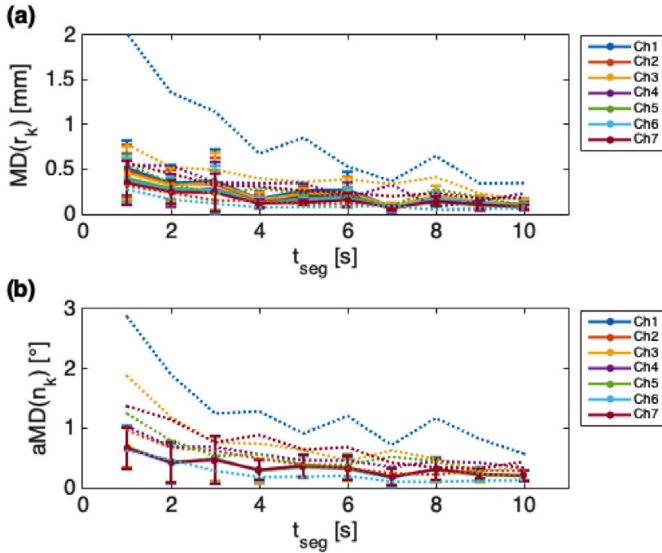 (a)
MD(r_k) [mm]
2
1.5
1
0.5
0
0 2 4 6 8 10
t_seg [s]
Ch1
Ch2
Ch3
Ch4
Ch5
Ch6
Ch7
(b)
aMD(n_k) [°]
3
2
1
0
0 2 4 6 8 10
t_seg [s]
Ch1
Ch2
Ch3
Ch4
Ch5
Ch6
Ch7